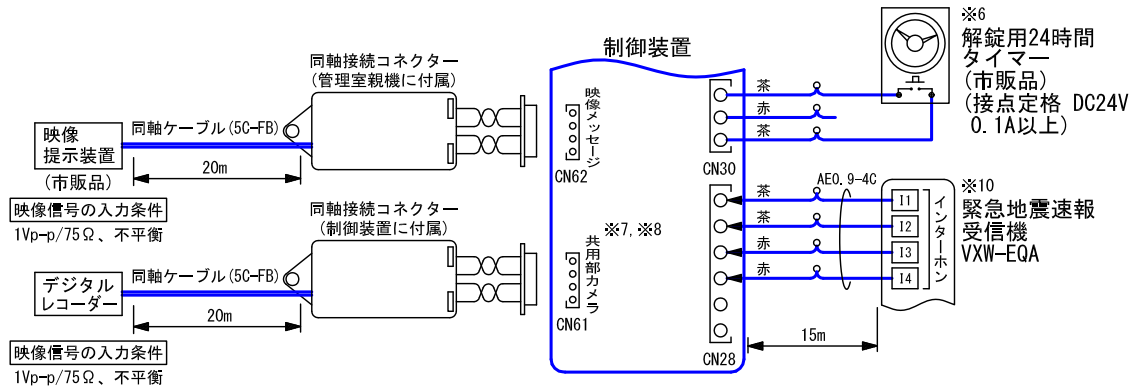 制御装置
※6
解錠用24時間
タイマー
(市販品)
(接点定格 DC24V
0.1A以上)
同軸接続コネクター
(管理室親機に付属)
映像
提示装置
(市販品)
同軸ケーブル(5C-FB)
20m
映像信号の入力条件
1Vp-p/75Ω、不平衡
映像メッセージ
CN62
茶
赤
茶
CN30
同軸接続コネクター
(制御装置に付属)
デジタル
レコーダー
同軸ケーブル(5C-FB)
20m
映像信号の入力条件
1Vp-p/75Ω、不平衡
※7, ※8
共用部カメラ
CN61
茶
茶
赤
赤
CN28
AE0.9-4C
15m
I1
I2
I3
I4
インターホン
※10
緊急地震速報
受信機
VXW-EQA